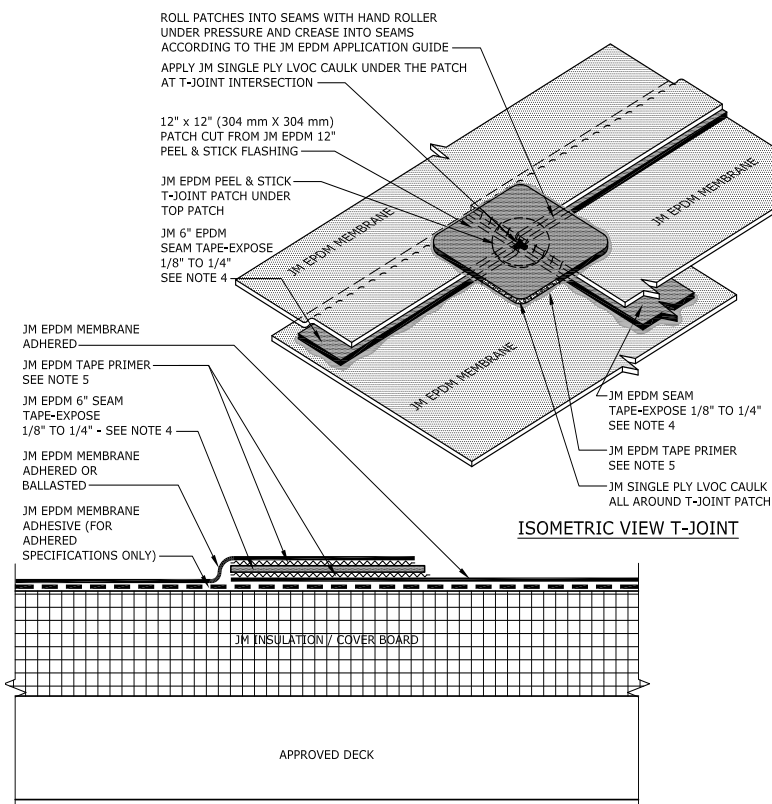 ROLL PATCHES INTO SEAMS WITH HAND ROLLER
UNDER PRESSURE AND CREASE INTO SEAMS
ACCORDING TO THE JM EPDM APPLICATION GUIDE
APPLY JM SINGLE PLY LVOC CAULK UNDER THE PATCH
AT T-JOINT INTERSECTION
12" x 12" (304 mm X 304 mm)
PATCH CUT FROM JM EPDM 12"
PEEL & STICK FLASHING
JM EPDM PEEL & STICK
T-JOINT PATCH UNDER
TOP PATCH
JM 6" EPDM
SEAM TAPE-EXPOSE
1/8" TO 1/4"
SEE NOTE 4
JM EPDM MEMBRANE
JM EPDM MEMBRANE
JM EPDM MEMBRANE
JM EPDM MEMBRANE
ADHERED
JM EPDM TAPE PRIMER
SEE NOTE 5
JM EPDM 6" SEAM
TAPE-EXPOSE
1/8" TO 1/4" - SEE NOTE 4
JM EPDM MEMBRANE
ADHERED OR
BALLASTED
JM EPDM MEMBRANE
ADHESIVE (FOR
ADHERED
SPECIFICATIONS ONLY)
JM EPDM SEAM
TAPE-EXPOSE 1/8" TO 1/4"
SEE NOTE 4
JM EPDM TAPE PRIMER
SEE NOTE 5
JM SINGLE PLY LVOC CAULK
ALL AROUND T-JOINT PATCH
ISOMETRIC VIEW T-JOINT
JM INSULATION / COVER BOARD
APPROVED DECK